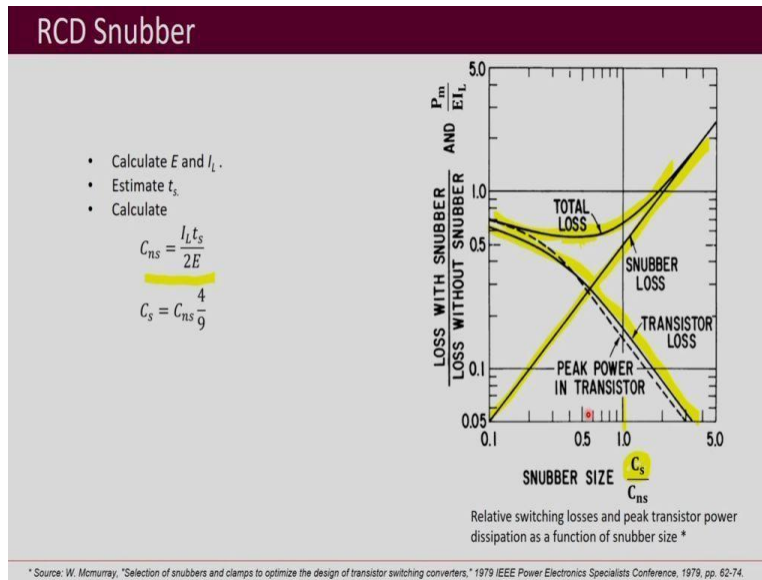 RCD Snubber
• Calculate E and I_L .
• Estimate t_s.
• Calculate
C_ns = I_L t_s / 2E
C_s = C_ns 4/9
LOSS WITH SNUBBER / LOSS WITHOUT SNUBBER AND P_m / EI_L
5.0
1.0
0.5
0.1
0.05
TOTAL
LOSS
SNUBBER
LOSS
TRANSISTOR
LOSS
PEAK POWER
IN TRANSISTOR
0.1 0.5 1.0 5.0
SNUBBER SIZE C_s / C_ns
Relative switching losses and peak transistor power
dissipation as a function of snubber size *
* Source: W. Mcmurray, "Selection of snubbers and clamps to optimize the design of transistor switching converters," 1979 IEEE Power Electronics Specialists Conference, 1979, pp. 62-74.